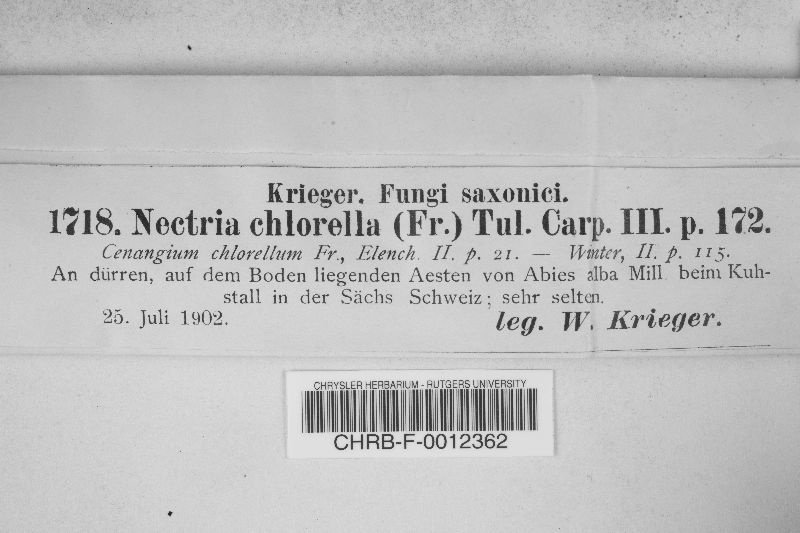 Krieger. Fungi saxonici.
1718. Nectria chlorella (Fr.) Tul. Carp. III. p. 172.
Cenangium chlorellum Fr., Elench. II. p. 21. — Winter, II. p. 115.
An dürren, auf dem Boden liegenden Aesten von Abies alba Mill. beim Kuh-
stall in der Sächs Schweiz; sehr selten.
25. Juli 1902.
leg. W. Krieger.
CHRYSLER HERBARIUM - RUTGERS UNIVERSITY
CHRB-F-0012362